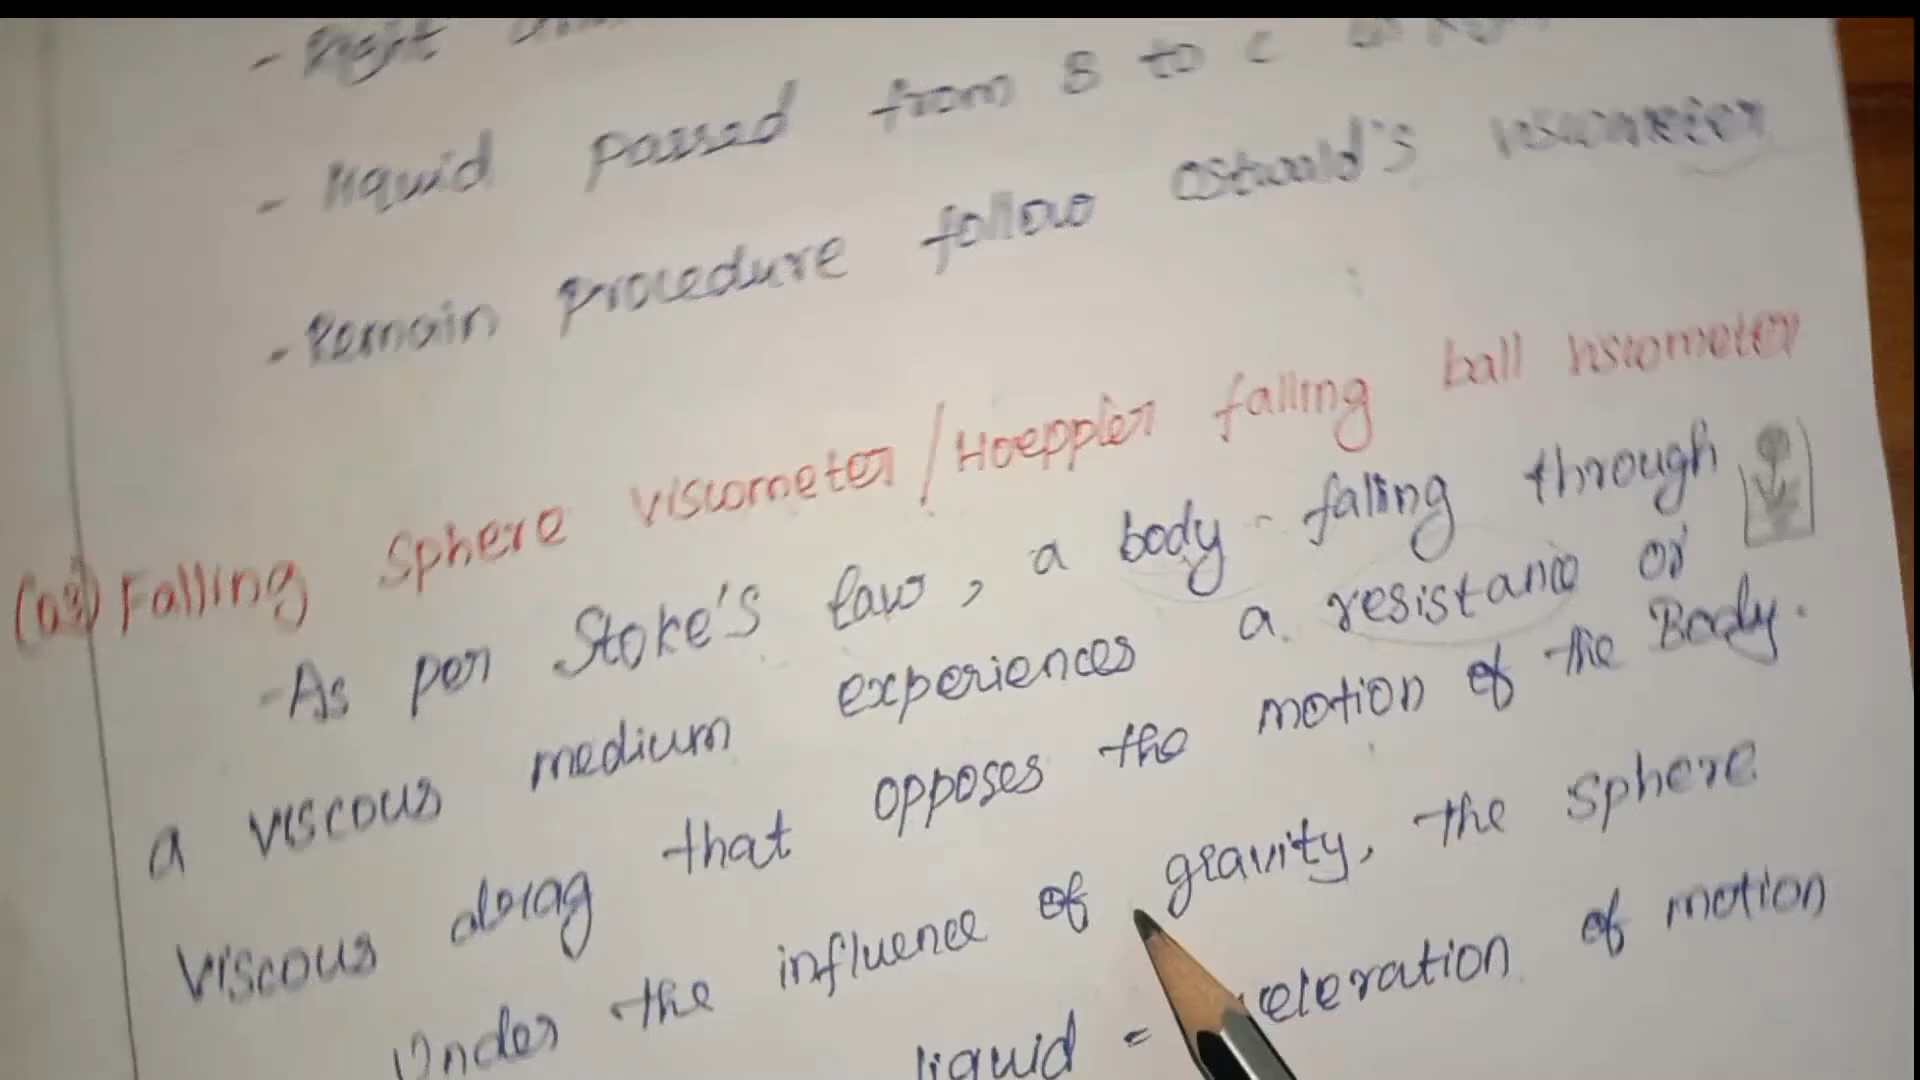 - liquid passed from B to C
- Remain procedure follow Ostwald's viscometer
(a3) Falling Sphere viscometer / Hoeppler falling ball viscometer
- As per Stoke's law, a body falling through
a viscous medium experiences a resistance or
viscous drag that opposes the motion of the Body.
Under the influence of gravity, the sphere
liquid - eleration of motion